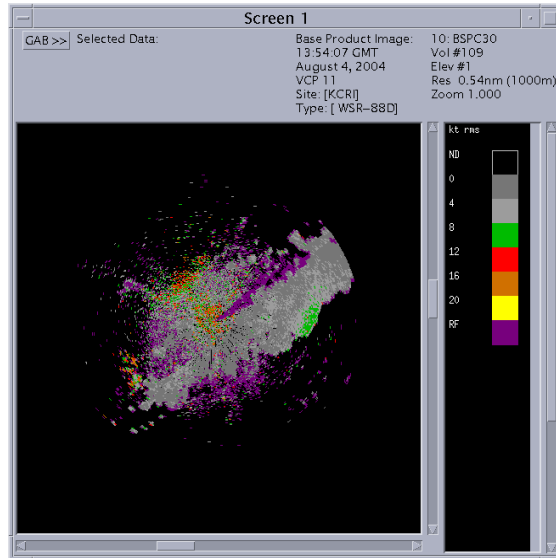 Screen 1
GAB >> Selected Data:
Base Product Image:
13:54:07 GMT
August 4, 2004
VCP 11
Site: [KCRI]
Type: [ WSR-88D]
10: BSPC30
Vol #109
Elev #1
Res 0.54nm (1000m)
Zoom 1.000
kt rms
ND
0
4
8
12
16
20
RF